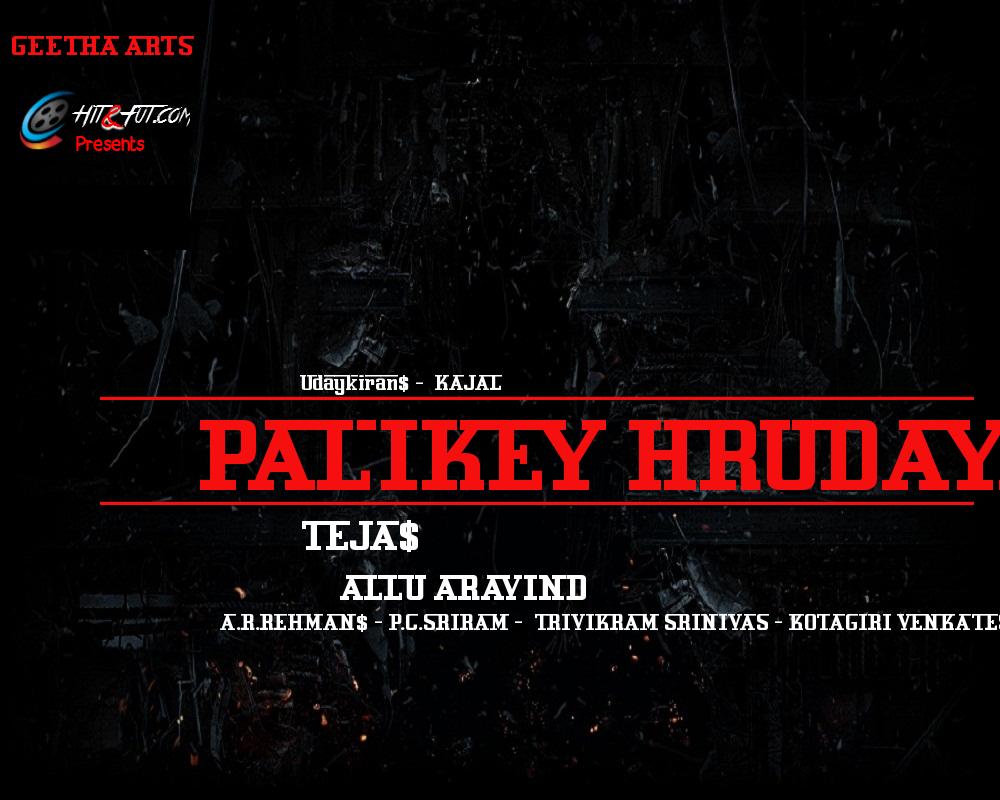 GEETHA ARTS
HIT&FUT.COM
Presents
Udaykiran$ - KAJAL
PALIKEY HRUDAY
TEJA$
ALLU ARAVIND
A.R.REHMAN$ - P.C.SRIRAM - TRIVIKRAM SRINIVAS - KOTAGIRI VENKATES